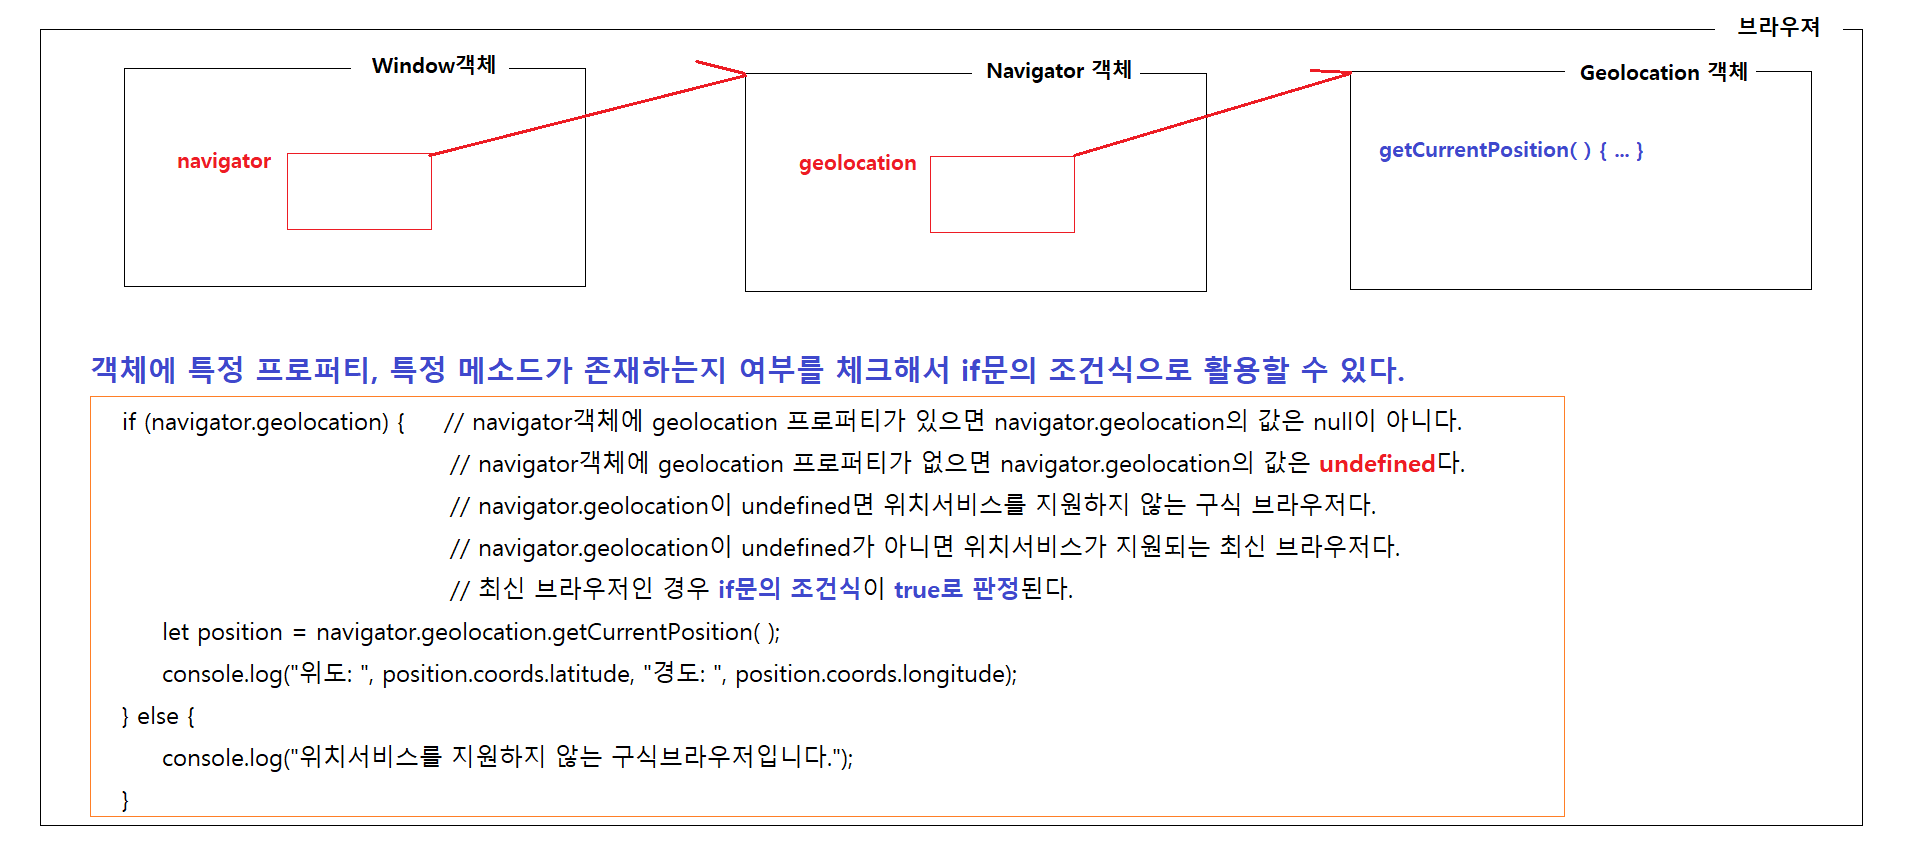 브라우져
Window객체
Navigator 객체
Geolocation 객체
navigator
geolocation
getCurrentPosition( ) { ... }
객체에 특정 프로퍼티, 특정 메소드가 존재하는지 여부를 체크해서 if문의 조건식으로 활용할 수 있다.
if (navigator.geolocation) { // navigator객체에 geolocation 프로퍼티가 있으면 navigator.geolocation의 값은 null이 아니다.
// navigator객체에 geolocation 프로퍼티가 없으면 navigator.geolocation의 값은 undefined다.
// navigator.geolocation이 undefined면 위치서비스를 지원하지 않는 구식 브라우저다.
// navigator.geolocation이 undefined가 아니면 위치서비스가 지원되는 최신 브라우저다.
// 최신 브라우저인 경우 if문의 조건식이 true로 판정된다.
let position = navigator.geolocation.getCurrentPosition( );
console.log("위도: ", position.coords.latitude, "경도: ", position.coords.longitude);
} else {
console.log("위치서비스를 지원하지 않는 구식브라우저입니다.");
}